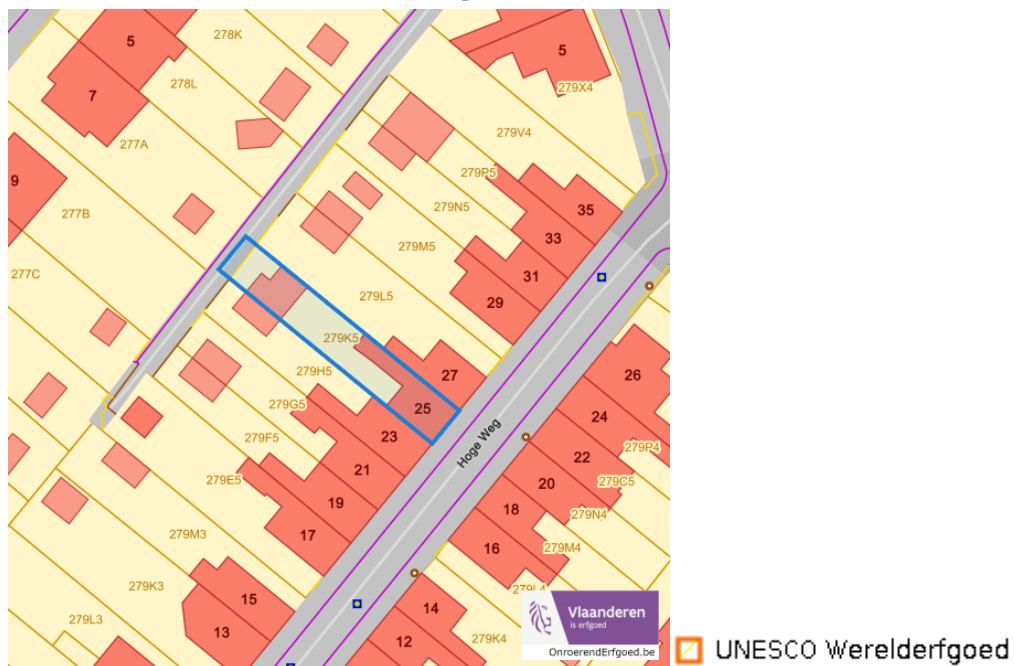 5
278K
5
278L
7
279X4
277A
279V4
279P5
9
277B
279N5
35
33
279M5
31
277C
29
279L5
279K5
26
27
279H5
25
24
279G5
23
279P4
279F5
Hoge Weg
22
21
20
279C5
279E5
19
18
279N4
17
16
279M4
279M3
279L4
279K3
15
14
Vlaanderen
is erfgoed
279L3
13
12
279K4
OnroerendErfgoed.be
UNESCO Werelderfgoed